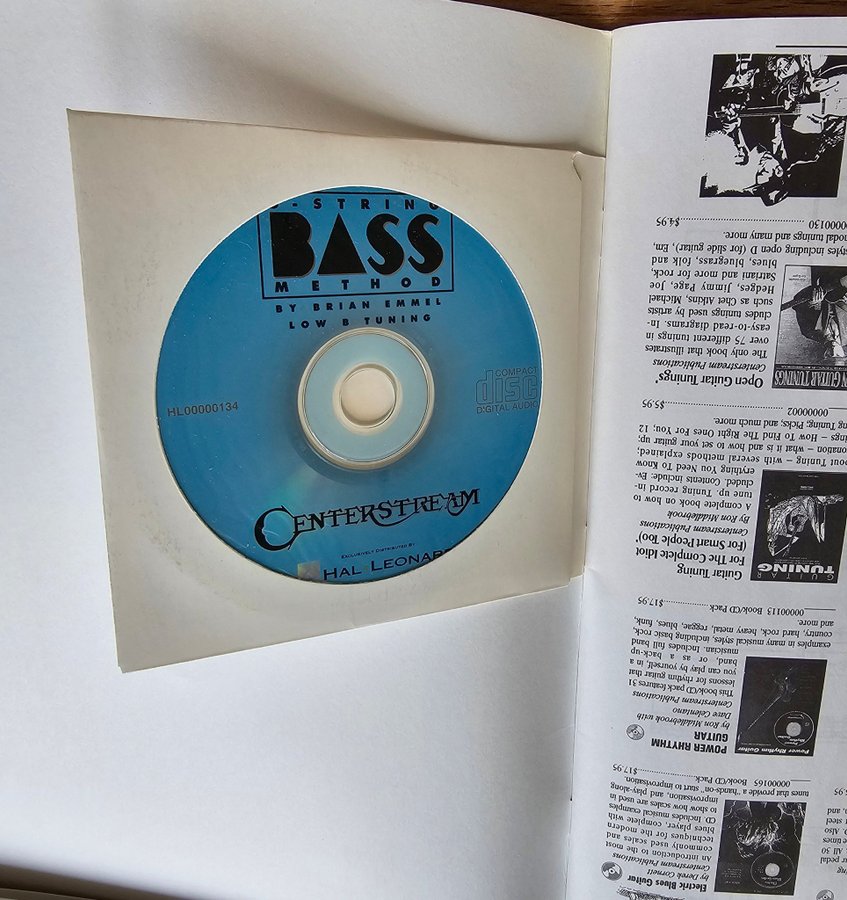 5-STRING
BASS
METHOD
BY BRIAN EMMEL
LOW B TUNING
HL00000134
COMPACT
disc
DIGITAL AUDIO
CENTERSTREAM
EXCLUSIVELY DISTRIBUTED BY
HAL LEONARD
Electric Blues Guitar
by Derek Cornett
Centerstream Publications
An introduction to the most
commonly used scales and
techniques for the modern
blues player, complete with
CD. Includes musical examples
to show how scales are used in
improvisation, and play-along
tunes that provide a "hands-on" start to improvisation.
00000165 Book/CD Pack..................$17.95
POWER RHYTHM
GUITAR
by Ron Middlebrook with
Dave Celentano
Centerstream Publications
This book/CD pack features 31
lessons for rhythm guitar that
you can play by yourself, in a
band, or as a back-up
musician. Includes full band
examples in many musical styles, including basic rock,
country, hard rock, heavy metal, reggae, blues, funk,
and more.
00000113 Book/CD Pack..................$17.95
Power Rhythm Guitar
Guitar Tuning
For The Complete Idiot
(For Smart People Too)
By Ron Middlebrook
Centerstream Publications
A complete book on how to
tune up. Tuning record in-
cluded. Contents include: Ev-
erything You Need To Know
about Tuning – with several methods explained;
how to set your guitar up;
How To Find The Right Ones For You; 12
Tuning; Picks; and much more.
00000002..................$5.95
GUITAR
TUNING
Open Guitar Tunings
Centerstream Publications
The only book that illustrates
over 75 different tunings in
easy-to-read diagrams. In-
cludes tunings used by artists
such as Chet Atkins, Michael
Hedges, Jimmy Page, Joe
Satriani and more for rock,
blues, bluegrass, folk and
styles including open D (for slide guitar), Em,
modal tunings and many more.
00000130..................$4.95
GUITAR TUNINGS